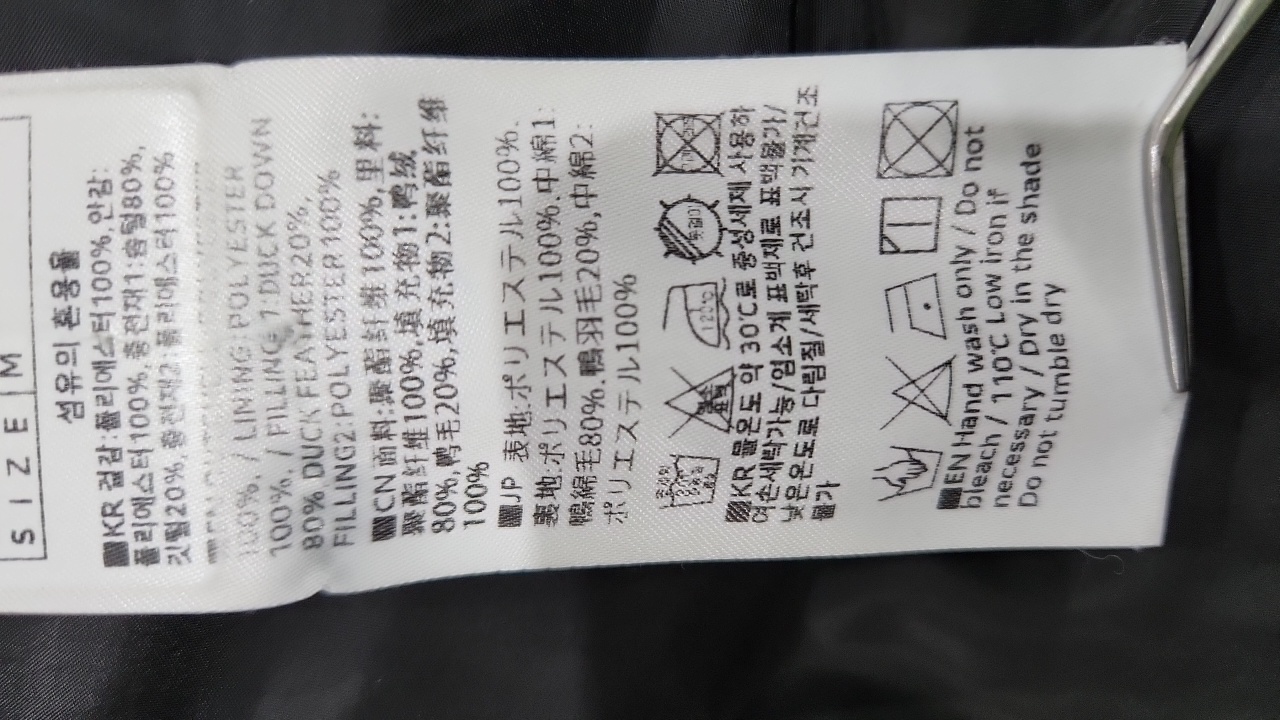 SIZE M
섬유의 혼용율
■KR 겉감:폴리에스터100%,안감:
폴리에스터100%,충전재1:솜털80%,
깃털20%,충전재2:폴리에스터100%
100%. / LINING:POLYESTER
100%. / FILLING 1:DUCK DOWN
80% DUCK FEATHER20%,
FILLING2:POLYESTER100%
■CN面料:聚酯纤维100%,里料:
聚酯纤维100%,填充物1:鸭绒
80%,鸭毛20%,填充物2:聚酯纤维
100%
■JP 表地:ポリエステル100%.
裏地:ポリエステル100%.中綿1:
鴨綿毛80%.鴨羽毛20%,中綿2:
ポリエステル100%
120℃
■KR 물온도 약 30℃로 중성세제 사용하
여손세탁가능/염소계 표백제로 표백불가/
낮은온도로 다림질/세탁후 건조시 기계건조
불가
■EN Hand wash only / Do not
bleach / 110℃ Low iron if
necessary / Dry in the shade
Do not tumble dry